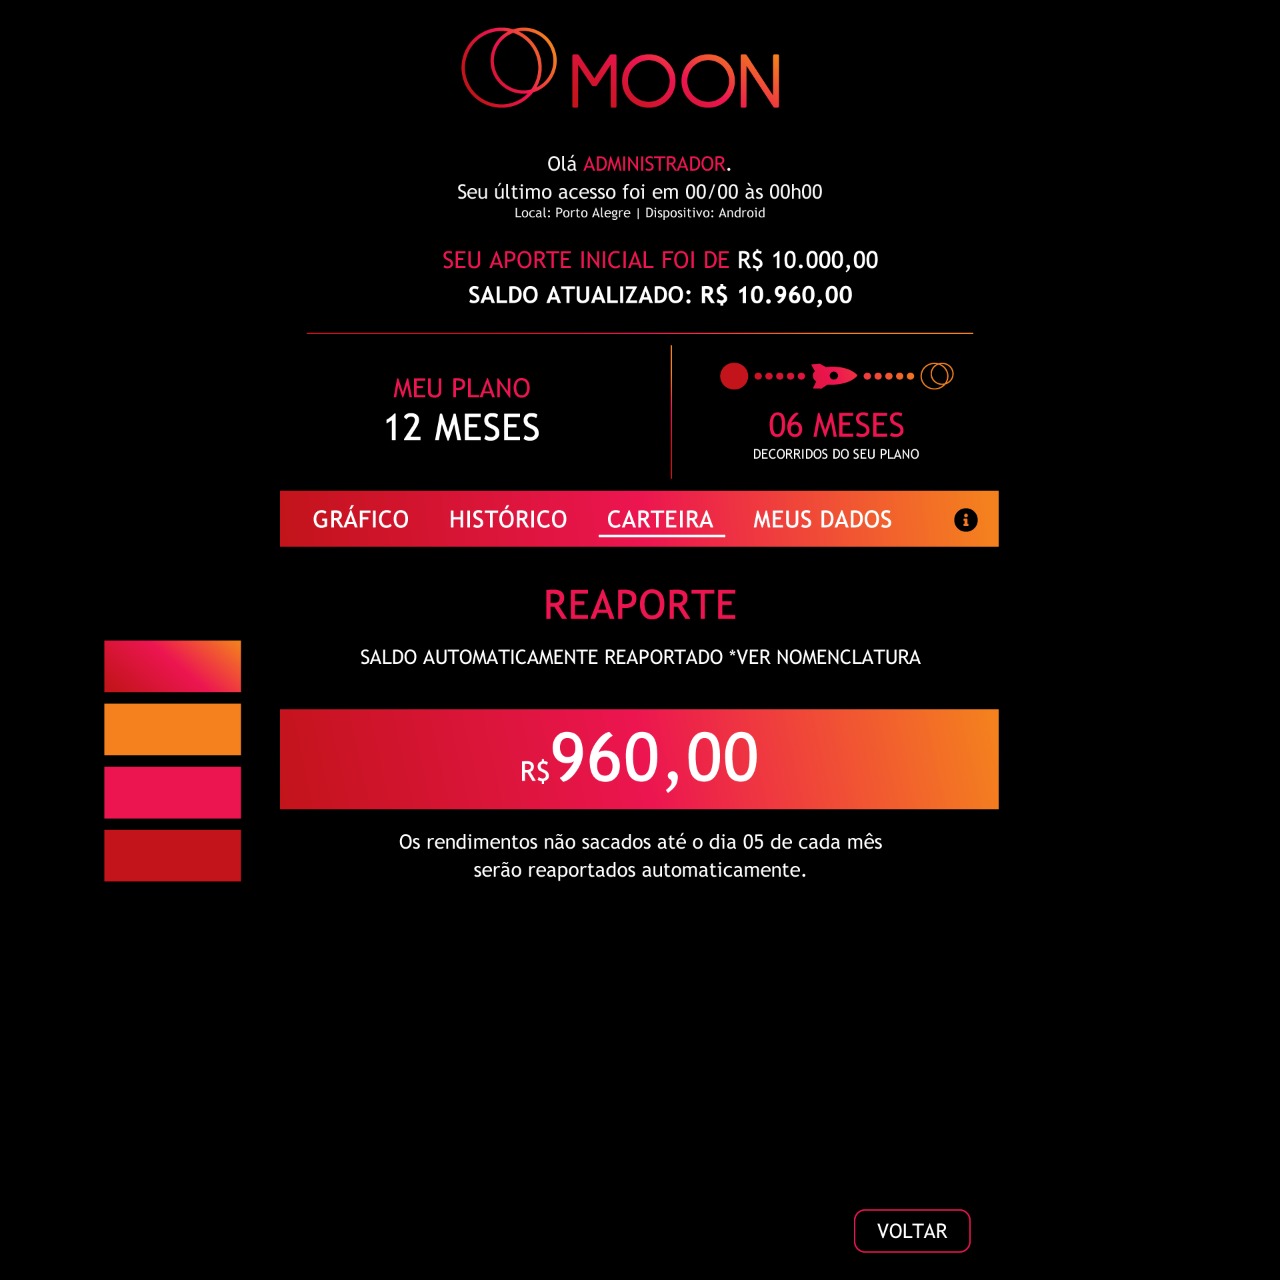 MOON
Olá ADMINISTRADOR.
Seu último acesso foi em 00/00 às 00h00
Local: Porto Alegre | Dispositivo: Android
SEU APORTE INICIAL FOI DE R$ 10.000,00
SALDO ATUALIZADO: R$ 10.960,00
MEU PLANO
12 MESES
06 MESES
DECORRIDOS DO SEU PLANO
GRÁFICO HISTÓRICO CARTEIRA MEUS DADOS i
REAPORTE
SALDO AUTOMATICAMENTE REAPORTADO *VER NOMENCLATURA
R$960,00
Os rendimentos não sacados até o dia 05 de cada mês
serão reaportados automaticamente.
VOLTAR